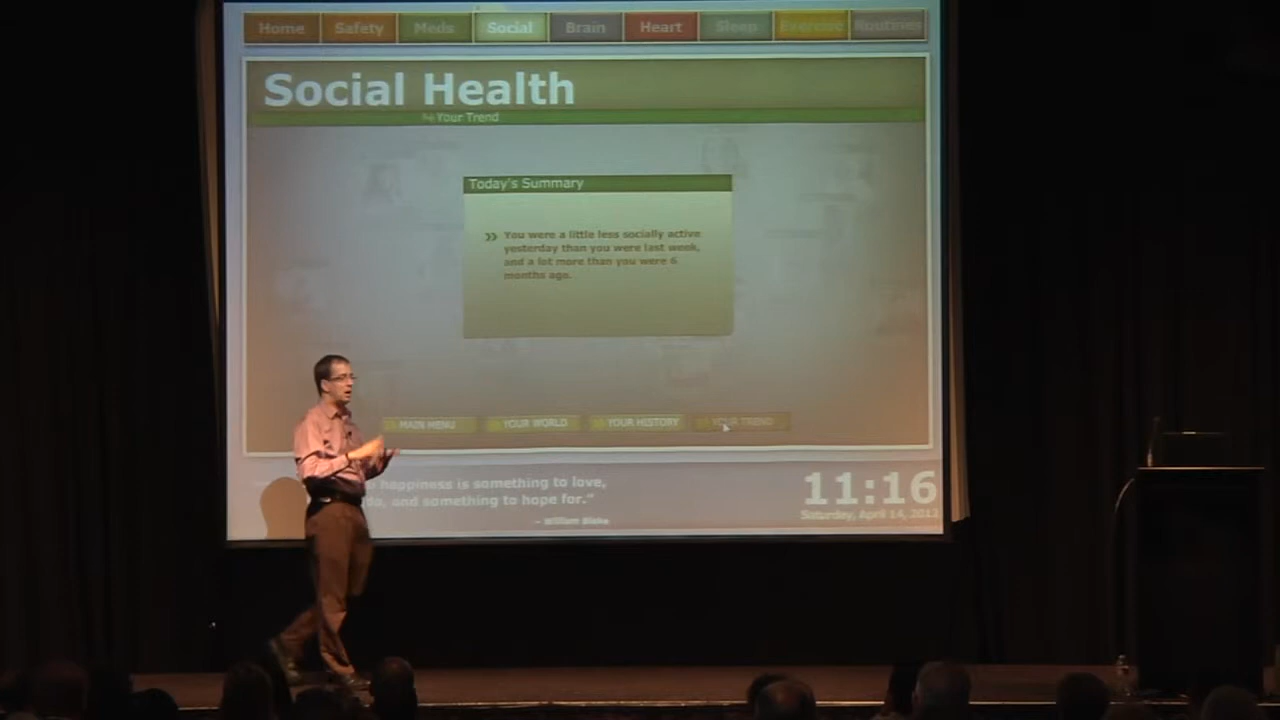 Home Safety Meds Social Brain Heart Sleep Exercise Routines
Social Health
Your Trend
Today's Summary
You were a little less socially active
yesterday than you were last week,
and a lot more than you were 6
months ago.
MAIN MENU YOUR WORLD YOUR HISTORY YOUR TREND
happiness is something to love,
do, and something to hope for."
– William Blake
11:16
Saturday, April 14, 2012